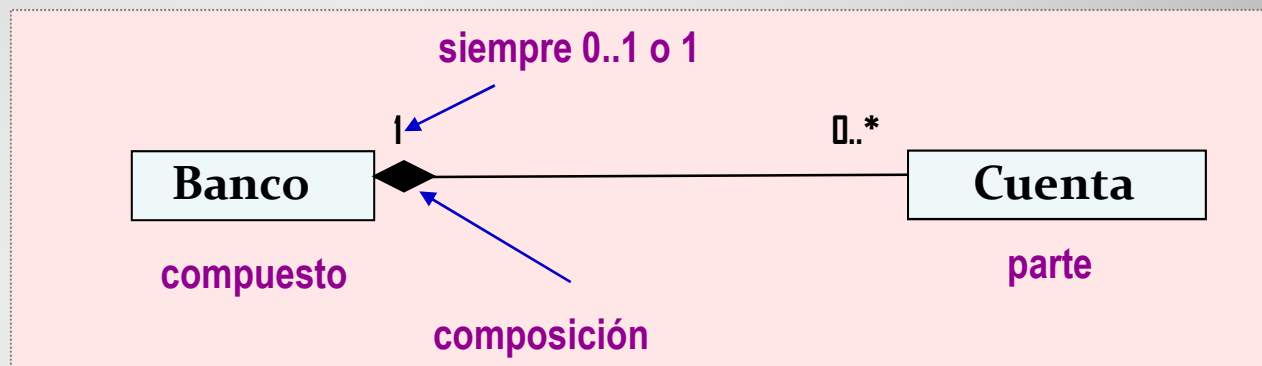 siempre 0..1 o 1
1
0..*
Banco
Cuenta
compuesto
parte
composición